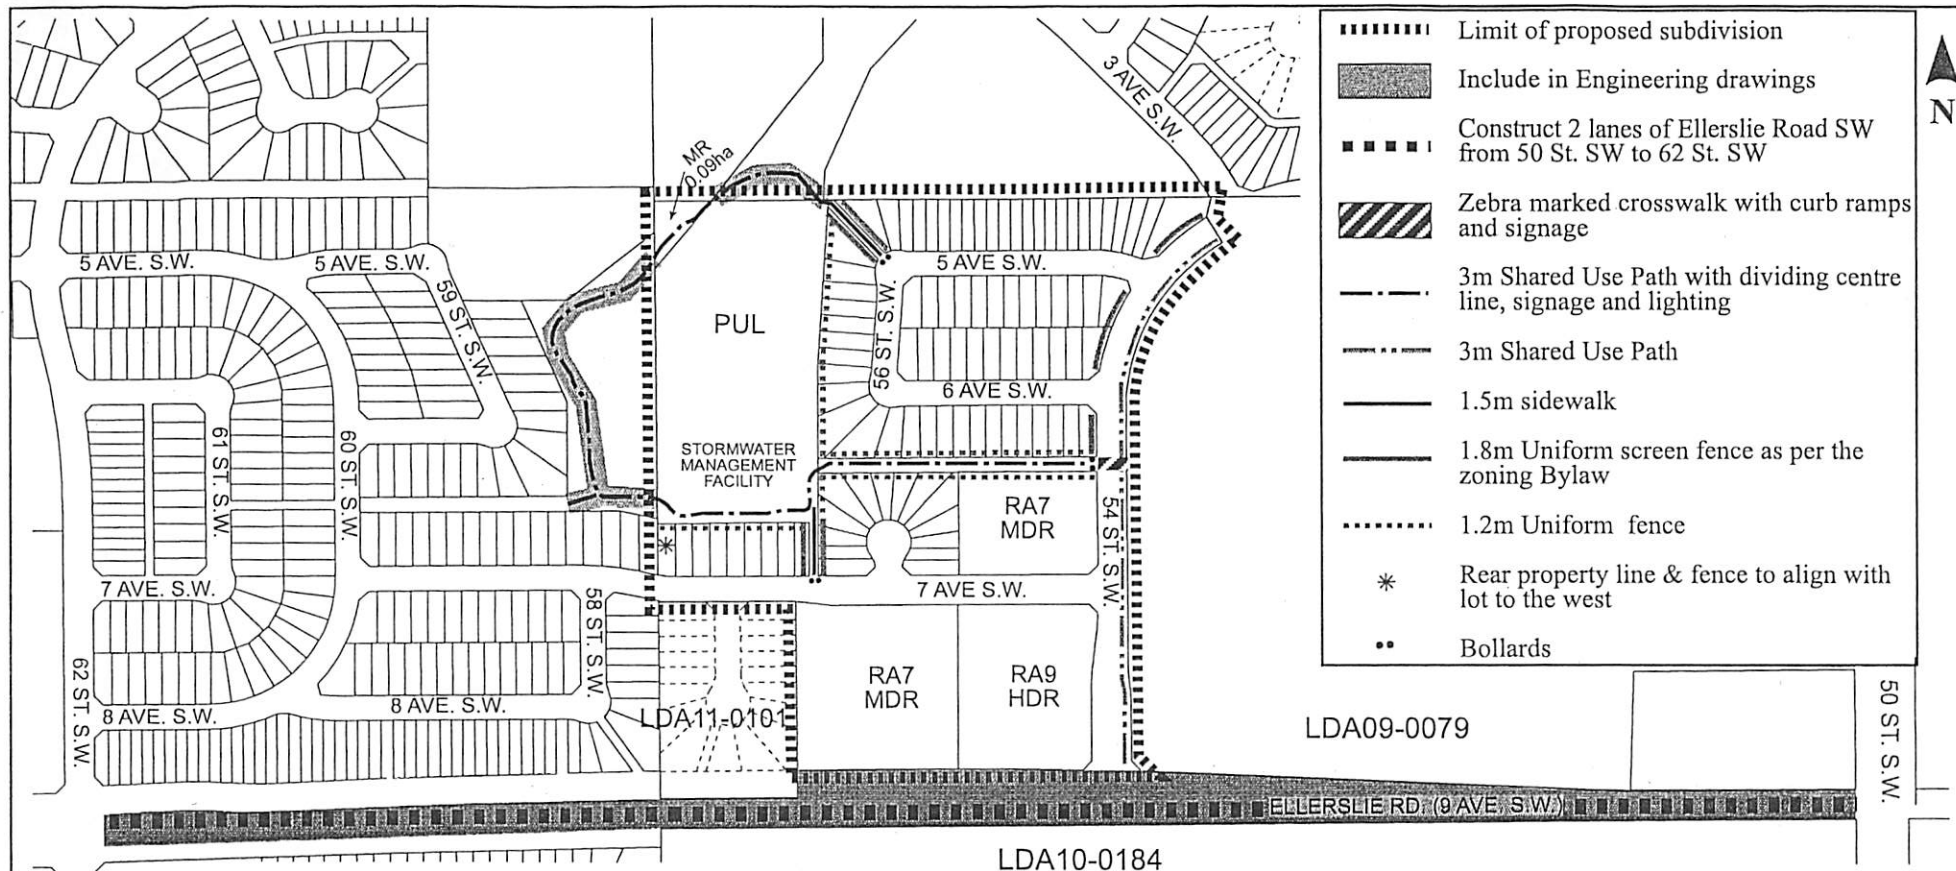 Limit of proposed subdivision
Include in Engineering drawings
Construct 2 lanes of Ellerslie Road SW
from 50 St. SW to 62 St. SW
Zebra marked crosswalk with curb ramps
and signage
3m Shared Use Path with dividing centre
line, signage and lighting
3m Shared Use Path
1.5m sidewalk
1.8m Uniform screen fence as per the
zoning Bylaw
1.2m Uniform fence
Rear property line & fence to align with
lot to the west
Bollards
N
3 AVE S.W.
MR
0.09ha
5 AVE. S.W.
5 AVE. S.W.
5 AVE S.W.
59 ST. S.W.
PUL
56 ST. S.W.
6 AVE S.W.
61 ST. S.W.
60 ST. S.W.
STORMWATER
MANAGEMENT
FACILITY
RA7
MDR
54 ST. S.W.
7 AVE. S.W.
7 AVE S.W.
58 ST. S.W.
62 ST. S.W.
RA7
MDR
RA9
HDR
8 AVE. S.W.
8 AVE. S.W.
LDA11-0101
LDA09-0079
50 ST. S.W.
ELLERSLIE RD. (9 AVE. S.W.)
LDA10-0184